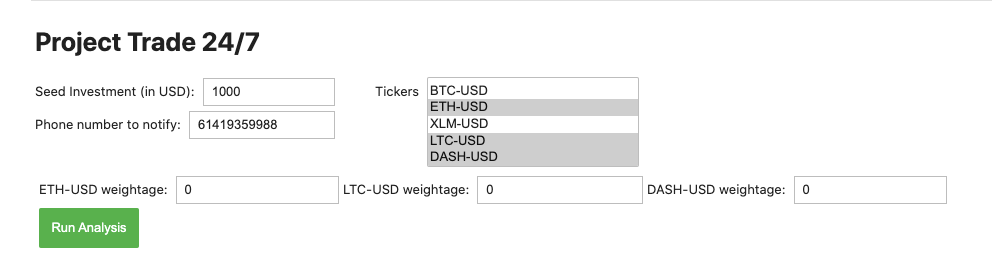 Project Trade 24/7
Seed Investment (in USD): 1000
Phone number to notify: 61419359988
Tickers
BTC-USD
ETH-USD
XLM-USD
LTC-USD
DASH-USD
ETH-USD weightage: 0 LTC-USD weightage: 0 DASH-USD weightage: 0
Run Analysis